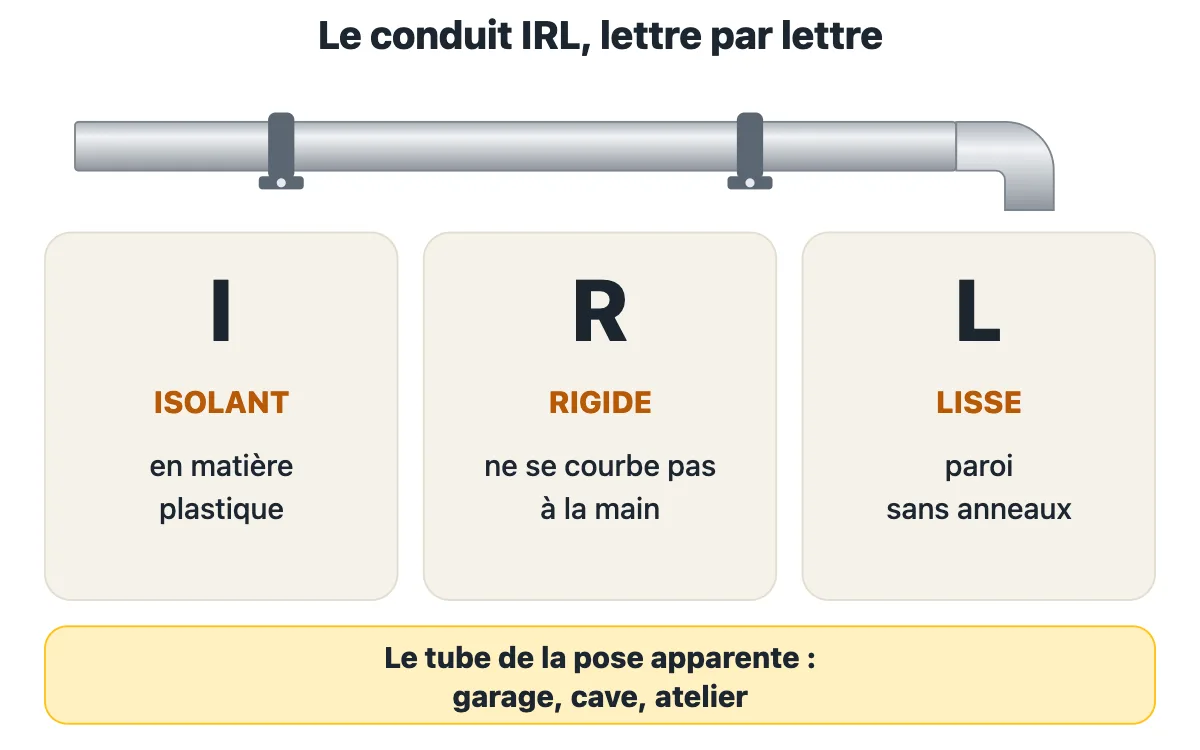 Le conduit IRL, lettre par lettre
I
ISOLANT
en matière
plastique
R
RIGIDE
ne se courbe pas
à la main
L
LISSE
paroi
sans anneaux
Le tube de la pose apparente :
garage, cave, atelier